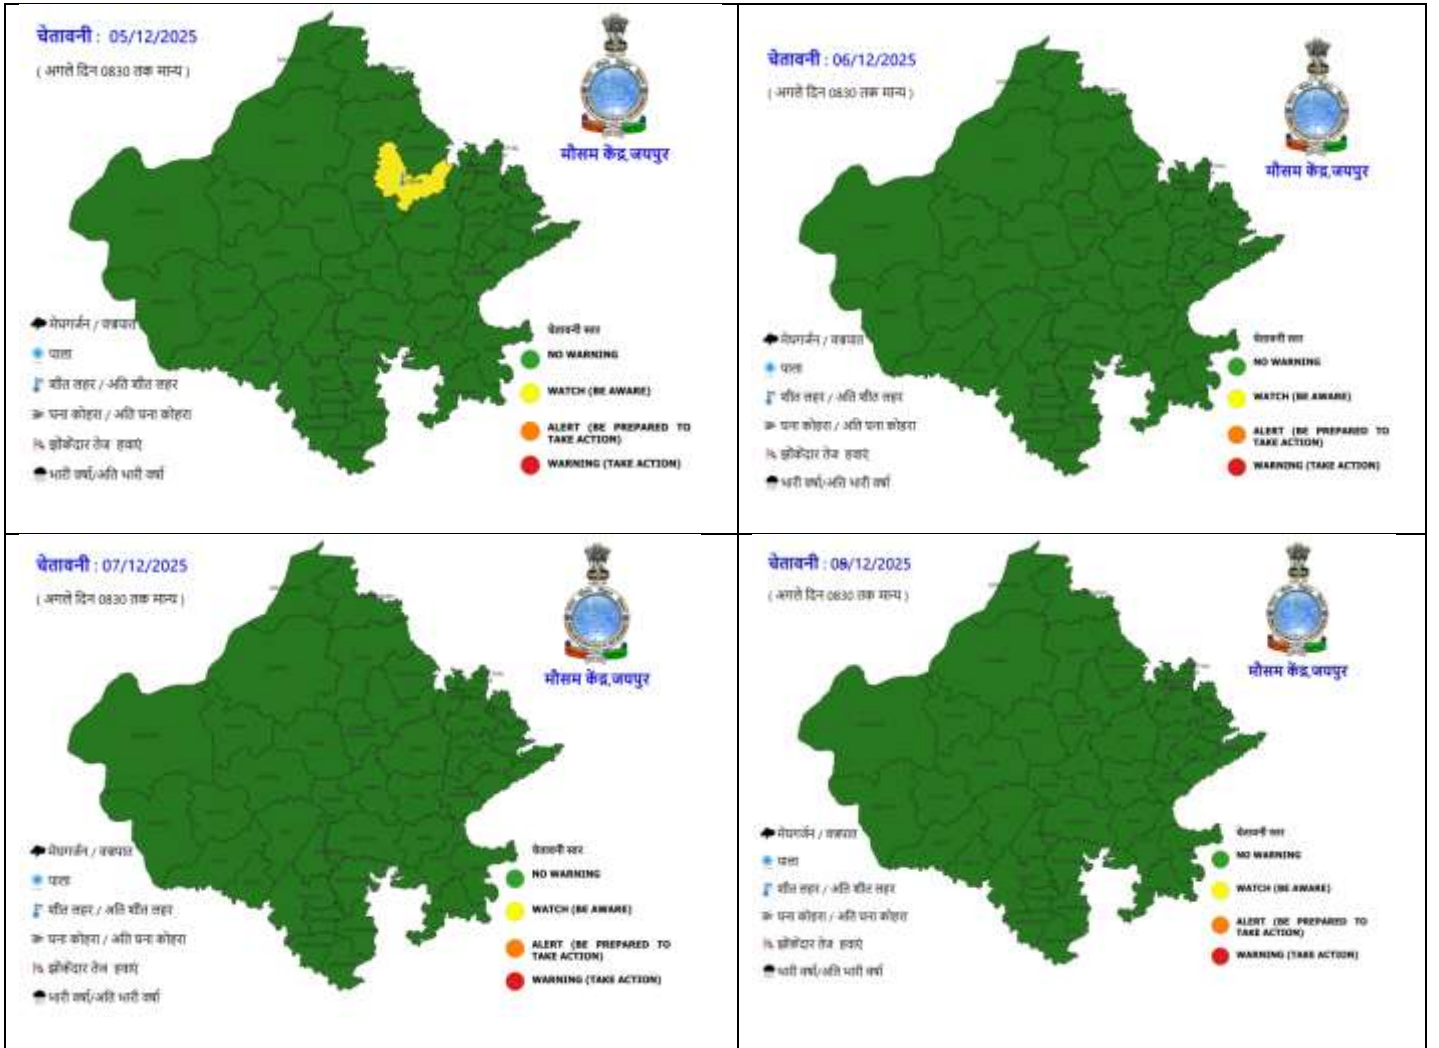 चेतावनी : 05/12/2025
( अगले दिन 0830 तक मान्य )
मौसम केंद्र,जयपुर
मेघगर्जन / वज्रपात
पाला
शीत लहर / अति शीत लहर
घना कोहरा / अति घना कोहरा
झोंकेदार तेज हवाएं
भारी वर्षा/अति भारी वर्षा
चेतावनी स्तर
NO WARNING
WATCH (BE AWARE)
ALERT (BE PREPARED TO
TAKE ACTION)
WARNING (TAKE ACTION)
चेतावनी : 06/12/2025
( अगले दिन 0830 तक मान्य )
मौसम केंद्र,जयपुर
मेघगर्जन / वज्रपात
पाला
शीत लहर / अति शीत लहर
घना कोहरा / अति घना कोहरा
झोंकेदार तेज हवाएं
भारी वर्षा/अति भारी वर्षा
चेतावनी स्तर
NO WARNING
WATCH (BE AWARE)
ALERT (BE PREPARED TO
TAKE ACTION)
WARNING (TAKE ACTION)
चेतावनी : 07/12/2025
( अगले दिन 0830 तक मान्य )
मौसम केंद्र,जयपुर
मेघगर्जन / वज्रपात
पाला
शीत लहर / अति शीत लहर
घना कोहरा / अति घना कोहरा
झोंकेदार तेज हवाएं
भारी वर्षा/अति भारी वर्षा
चेतावनी स्तर
NO WARNING
WATCH (BE AWARE)
ALERT (BE PREPARED TO
TAKE ACTION)
WARNING (TAKE ACTION)
चेतावनी : 08/12/2025
( अगले दिन 0830 तक मान्य )
मौसम केंद्र,जयपुर
मेघगर्जन / वज्रपात
पाला
शीत लहर / अति शीत लहर
घना कोहरा / अति घना कोहरा
झोंकेदार तेज हवाएं
भारी वर्षा/अति भारी वर्षा
चेतावनी स्तर
NO WARNING
WATCH (BE AWARE)
ALERT (BE PREPARED TO
TAKE ACTION)
WARNING (TAKE ACTION)